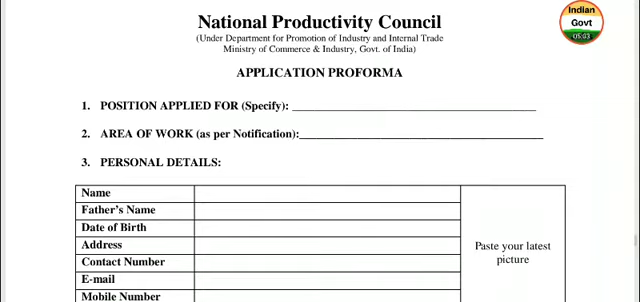 National Productivity Council
(Under Department for Promotion of Industry and Internal Trade
Ministry of Commerce & Industry, Govt. of India)
Indian
Govt
05:03
APPLICATION PROFORMA
1. POSITION APPLIED FOR (Specify):
2. AREA OF WORK (as per Notification):
3. PERSONAL DETAILS:
Name
Father's Name
Date of Birth
Address
Contact Number
E-mail
Mobile Number
Paste your latest
picture